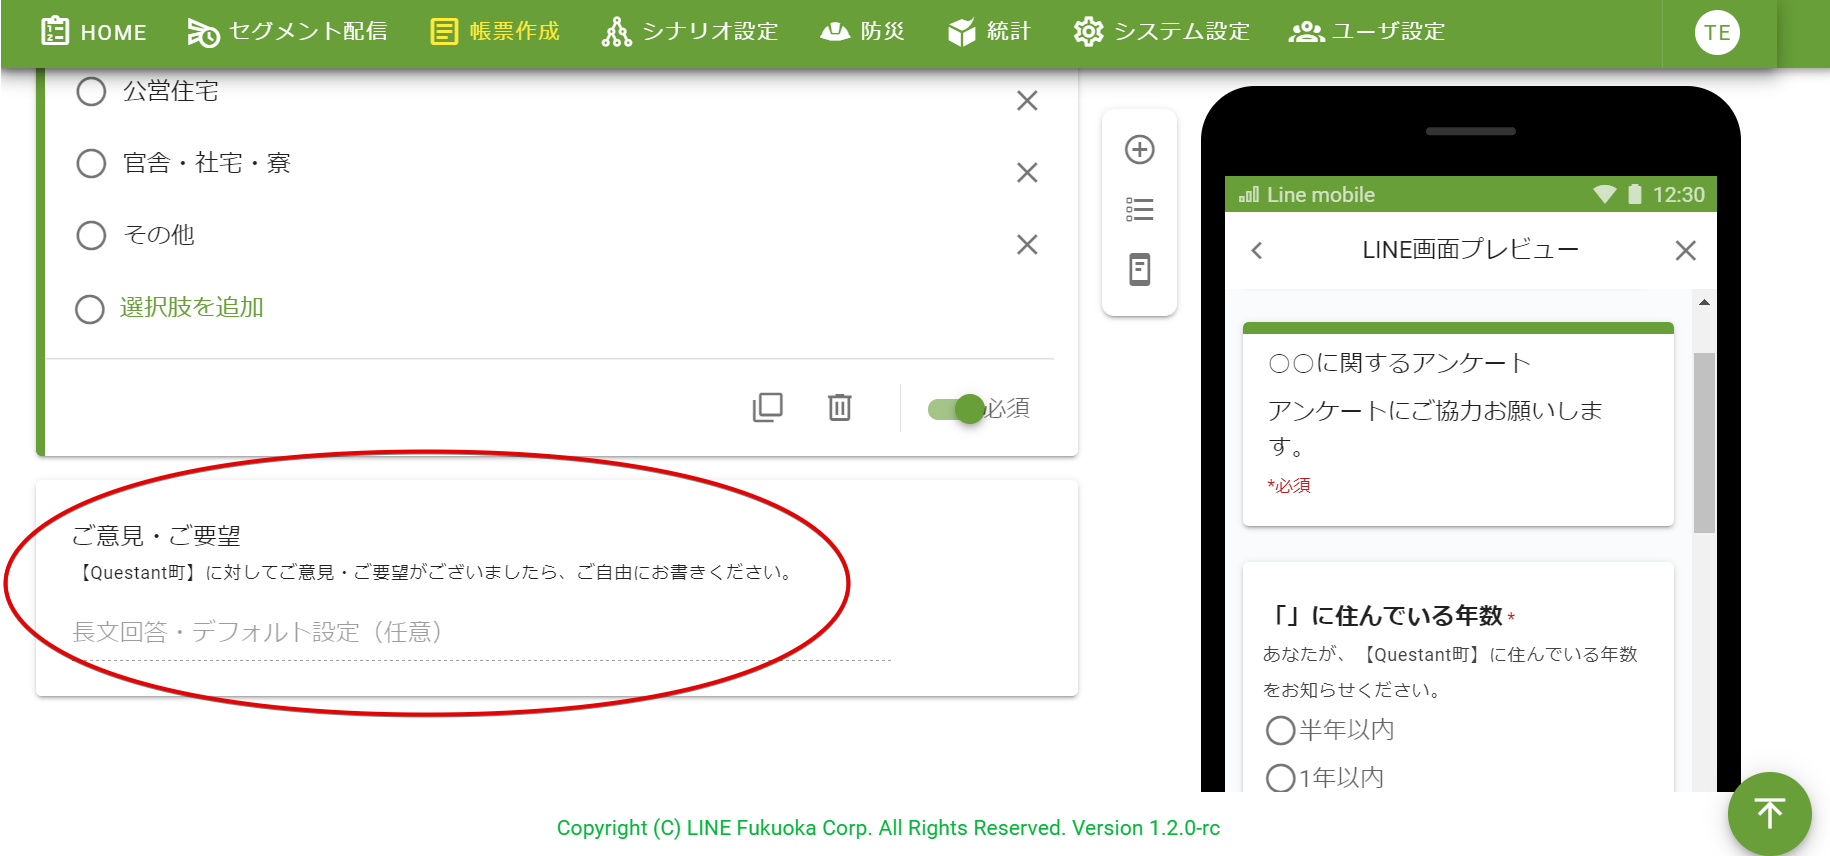 HOME セグメント配信 帳票作成 シナリオ設定 防災 統計 システム設定 ユーザ設定 TE
公営住宅
官舎・社宅・寮
その他
選択肢を追加
必須
ご意見・ご要望
【Questant町】に対してご意見・ご要望がございましたら、ご自由にお書きください。
長文回答・デフォルト設定（任意）
Line mobile 12:30
LINE画面プレビュー
〇〇に関するアンケート
アンケートにご協力お願いしま
す。
*必須
「」に住んでいる年数 *
あなたが、【Questant町】に住んでいる年数
をお知らせください。
半年以内
1年以内
Copyright (C) LINE Fukuoka Corp. All Rights Reserved. Version 1.2.0-rc